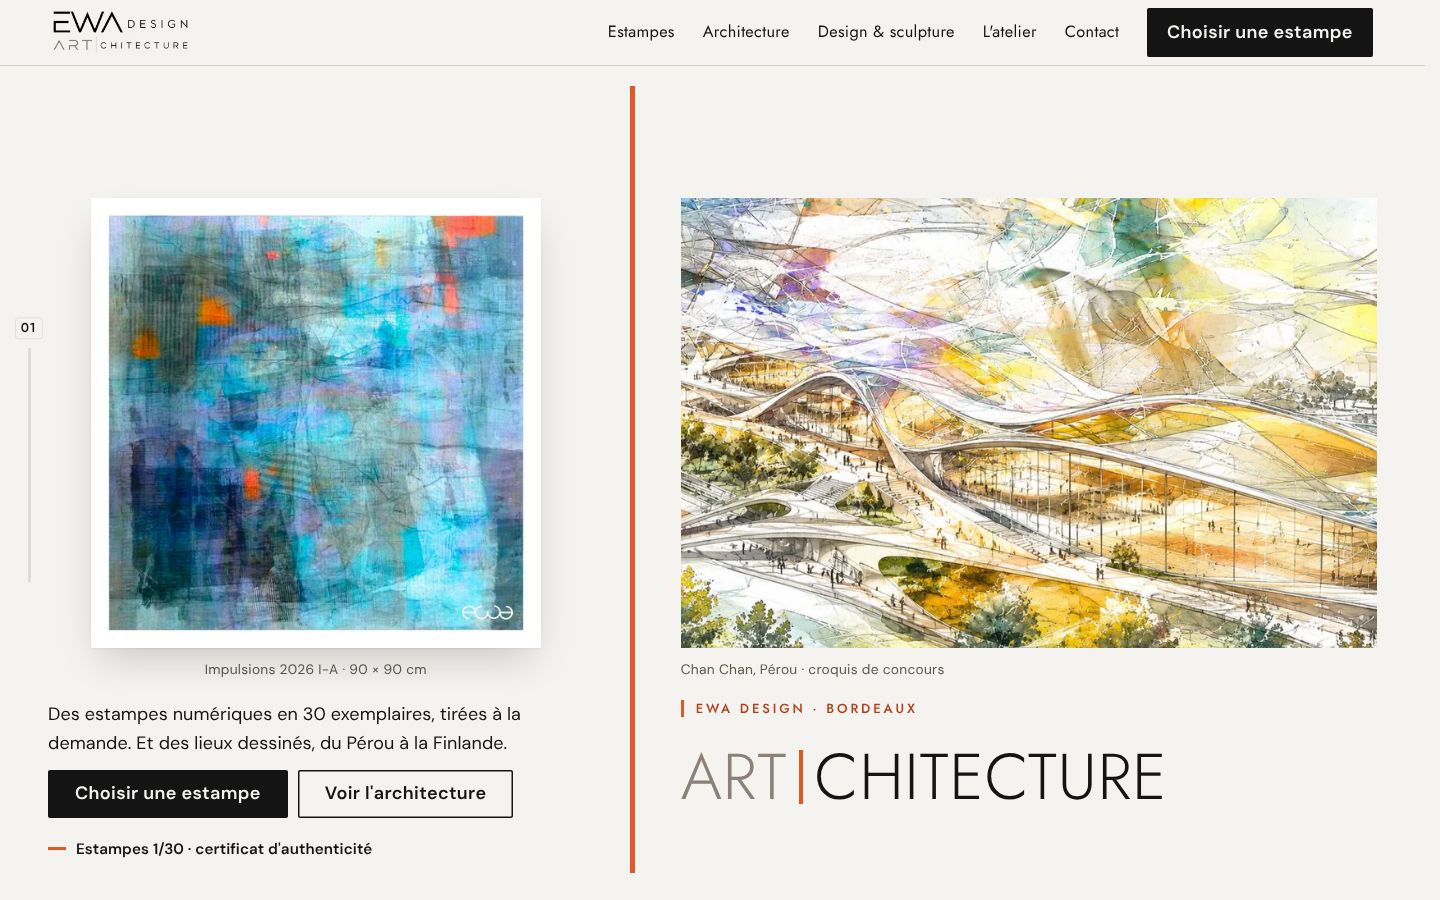 EWA DESIGN
ART|CHITECTURE
Estampes
Architecture
Design & sculpture
L'atelier
Contact
Choisir une estampe
01
ewa
Impulsions 2026 I-A · 90 × 90 cm
Des estampes numériques en 30 exemplaires, tirées à la
demande. Et des lieux dessinés, du Pérou à la Finlande.
Choisir une estampe
Voir l'architecture
Estampes 1/30 · certificat d'authenticité
Chan Chan, Pérou · croquis de concours
EWA DESIGN · BORDEAUX
ART|CHITECTURE